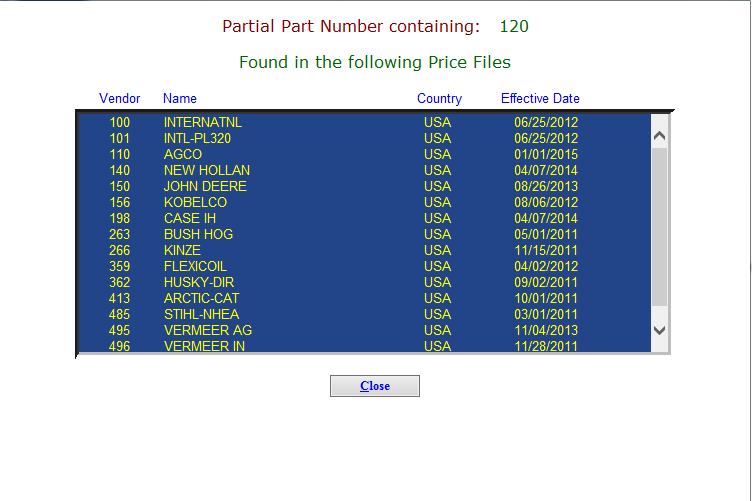 Partial Part Number containing: 120
Found in the following Price Files
Vendor Name Country Effective Date
100 INTERNATNL USA 06/25/2012
101 INTL-PL320 USA 06/25/2012
110 AGCO USA 01/01/2015
140 NEW HOLLAN USA 04/07/2014
150 JOHN DEERE USA 08/26/2013
156 KOBELCO USA 08/06/2012
198 CASE IH USA 04/07/2014
263 BUSH HOG USA 05/01/2011
266 KINZE USA 11/15/2011
359 FLEXICOIL USA 04/02/2012
362 HUSKY-DIR USA 09/02/2011
413 ARCTIC-CAT USA 10/01/2011
485 STIHL-NHEA USA 03/01/2011
495 VERMEER AG USA 11/04/2013
496 VERMEER IN USA 11/28/2011
Close